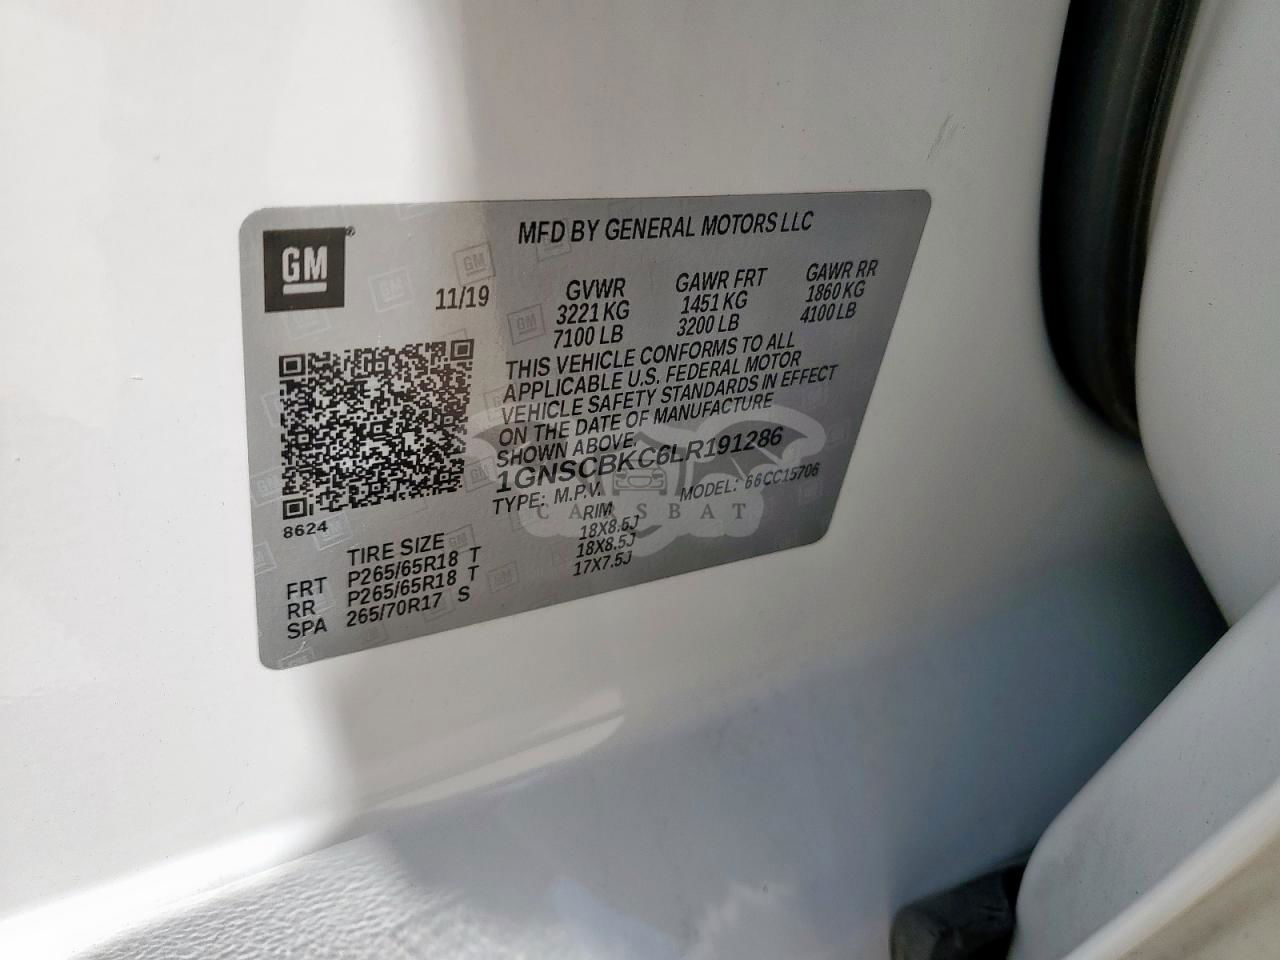 GM®
MFD BY GENERAL MOTORS LLC
11/19
GVWR GAWR FRT GAWR RR
3221 KG 1451 KG 1860 KG
7100 LB 3200 LB 4100 LB
THIS VEHICLE CONFORMS TO ALL
APPLICABLE U.S. FEDERAL MOTOR
VEHICLE SAFETY STANDARDS IN EFFECT
ON THE DATE OF MANUFACTURE
SHOWN ABOVE.
1GNSCBKC6LR191286
TYPE: M.P.V. MODEL: 66CC15706
8624
TIRE SIZE RIM
FRT P265/65R18 T 18X8.5J
RR P265/65R18 T 18X8.5J
SPA 265/70R17 S 17X7.5J
CARSBAT